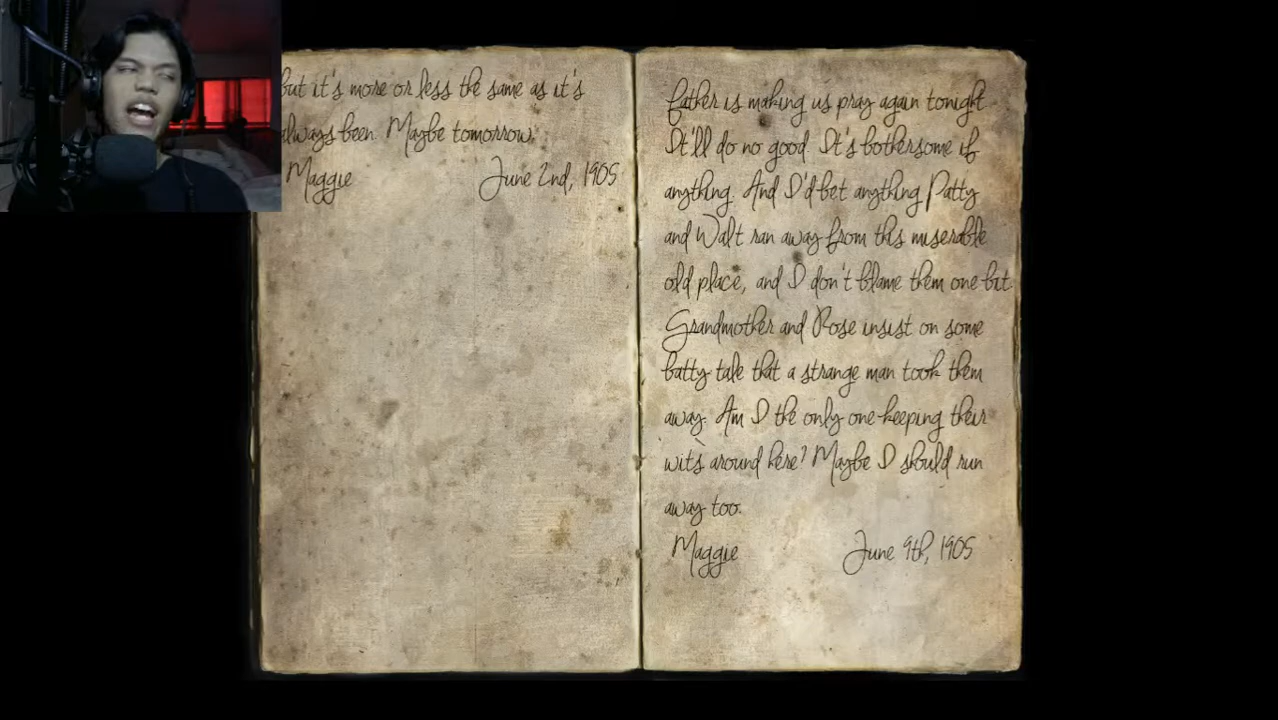 but it's more or less the same as it's
always been. Maybe tomorrow.
Maggie June 2nd, 1905
Father is making us pray again tonight
It'll do no good. It's bothersome if
anything. And I'd bet anything Patty
and Walt ran away from this miserable
old place, and I don't blame them one bit.
Grandmother and Rose insist on some
batty tale that a strange man took them
away. Am I the only one keeping their
wits around here? Maybe I should run
away too.
Maggie June 9th, 1905